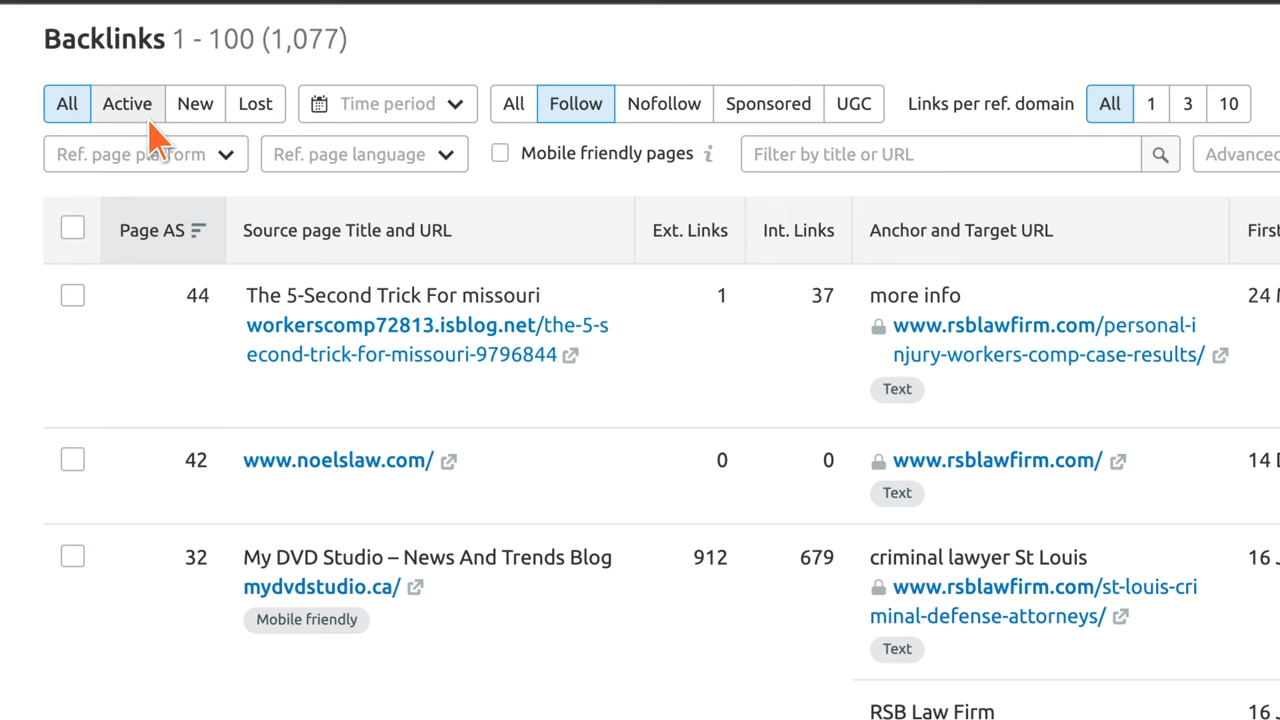 Backlinks 1 - 100 (1,077)
All Active New Lost Time period All Follow Nofollow Sponsored UGC Links per ref. domain All 1 3 10
Ref. page platform Ref. page language Mobile friendly pages i Filter by title or URL Advanced
Page AS Source page Title and URL Ext. Links Int. Links Anchor and Target URL First
44 The 5-Second Trick For missouri 1 37 more info 24
workerscomp72813.isblog.net/the-5-s www.rsblawfirm.com/personal-i
econd-trick-for-missouri-9796844 njury-workers-comp-case-results/
Text
42 www.noelslaw.com/ 0 0 www.rsblawfirm.com/ 14
Text
32 My DVD Studio – News And Trends Blog 912 679 criminal lawyer St Louis 16
mydvdstudio.ca/ www.rsblawfirm.com/st-louis-cri
Mobile friendly minal-defense-attorneys/
Text
RSB Law Firm 16